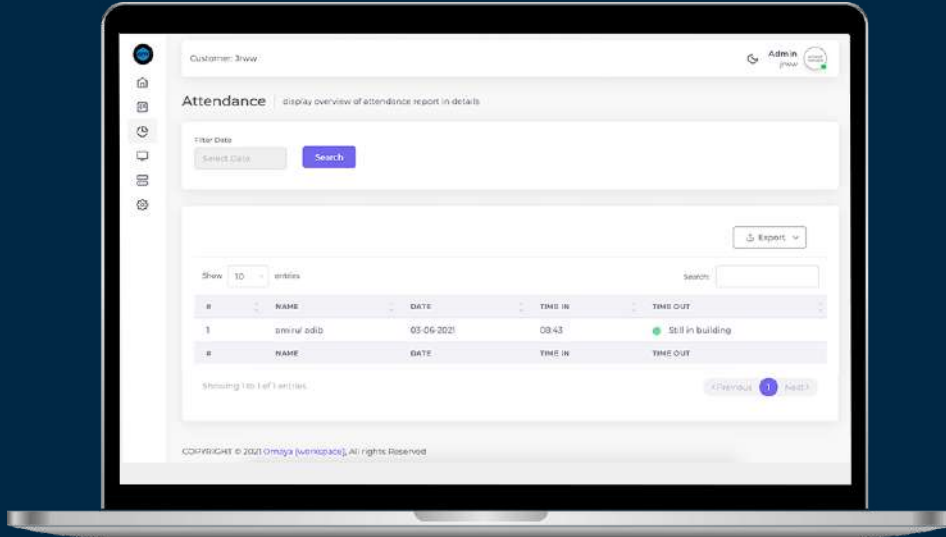 Customer: Jrww
Admin
jrww
Attendance display overview of attendance report in details
Filter Date
Select Date Search
Export
Show 10 entries Search:
# NAME DATE TIME IN TIME OUT
1 amirul adib 03-06-2021 08:43 Still in building
# NAME DATE TIME IN TIME OUT
Showing 1 to 1 of 1 entries
Previous 1 Next
COPYRIGHT © 2021 Omaya (workspace), All rights Reserved